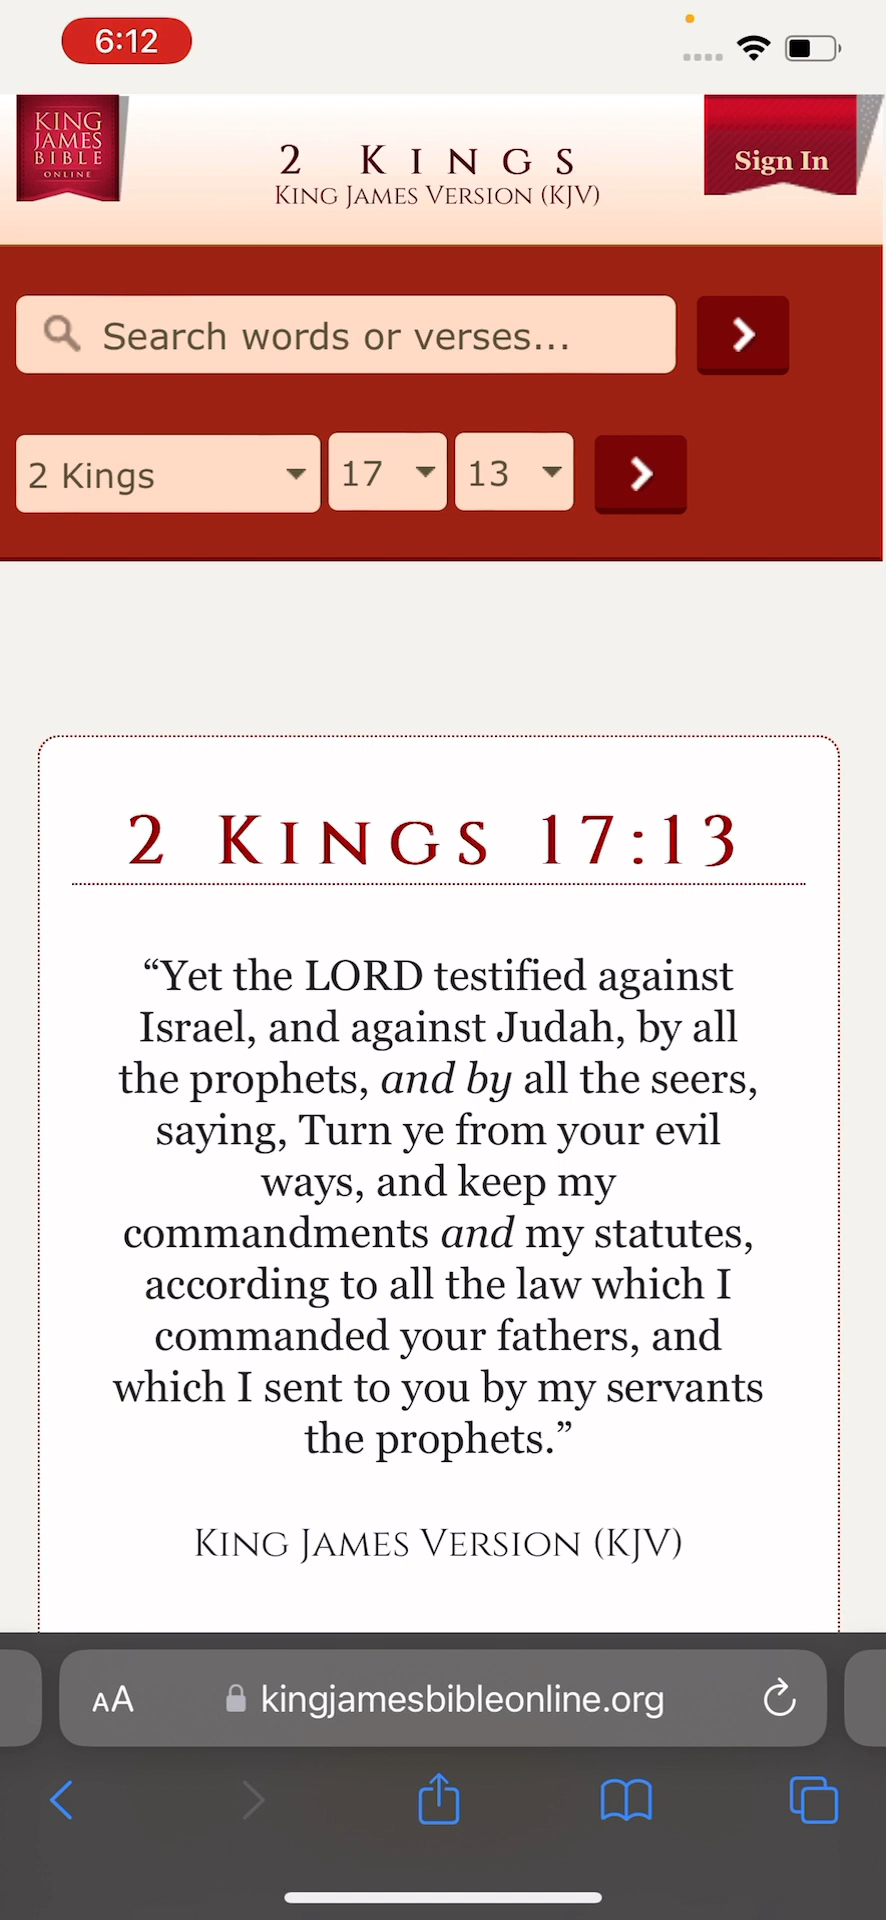 6:12
KING
JAMES
BIBLE
ONLINE
2 KINGS
KING JAMES VERSION (KJV)
Sign In
Search words or verses...
2 Kings
17
13
2 KINGS 17:13
“Yet the LORD testified against
Israel, and against Judah, by all
the prophets, and by all the seers,
saying, Turn ye from your evil
ways, and keep my
commandments and my statutes,
according to all the law which I
commanded your fathers, and
which I sent to you by my servants
the prophets.”
KING JAMES VERSION (KJV)
AA
kingjamesbibleonline.org